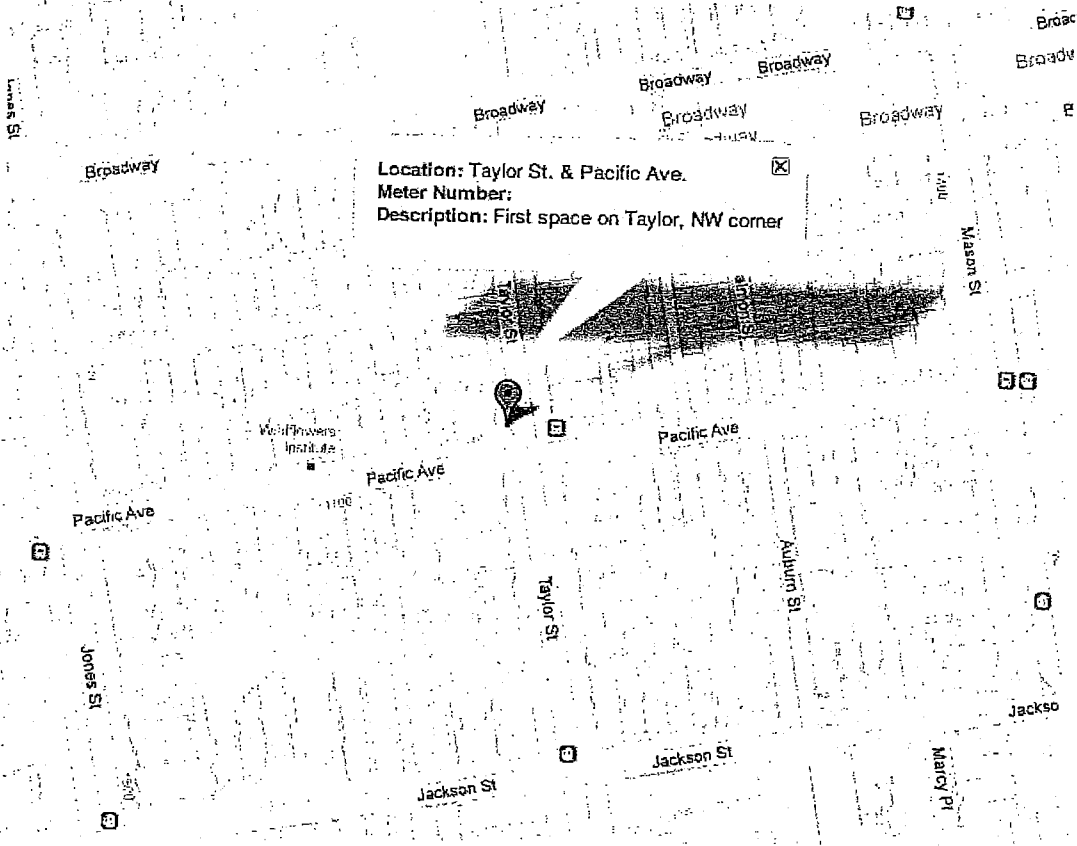 Broadway
Broadway
Broadway
Broadway
Broadway
Broadway
Broadway
Location: Taylor St. & Pacific Ave.
Meter Number:
Description: First space on Taylor, NW corner
Mason St
Taylor St
Institute
Pacific Ave
Pacific Ave
1100
Pacific Ave
Auburn St
Taylor St
Jones St
Jackson St
Jackson St
Marcy Pl